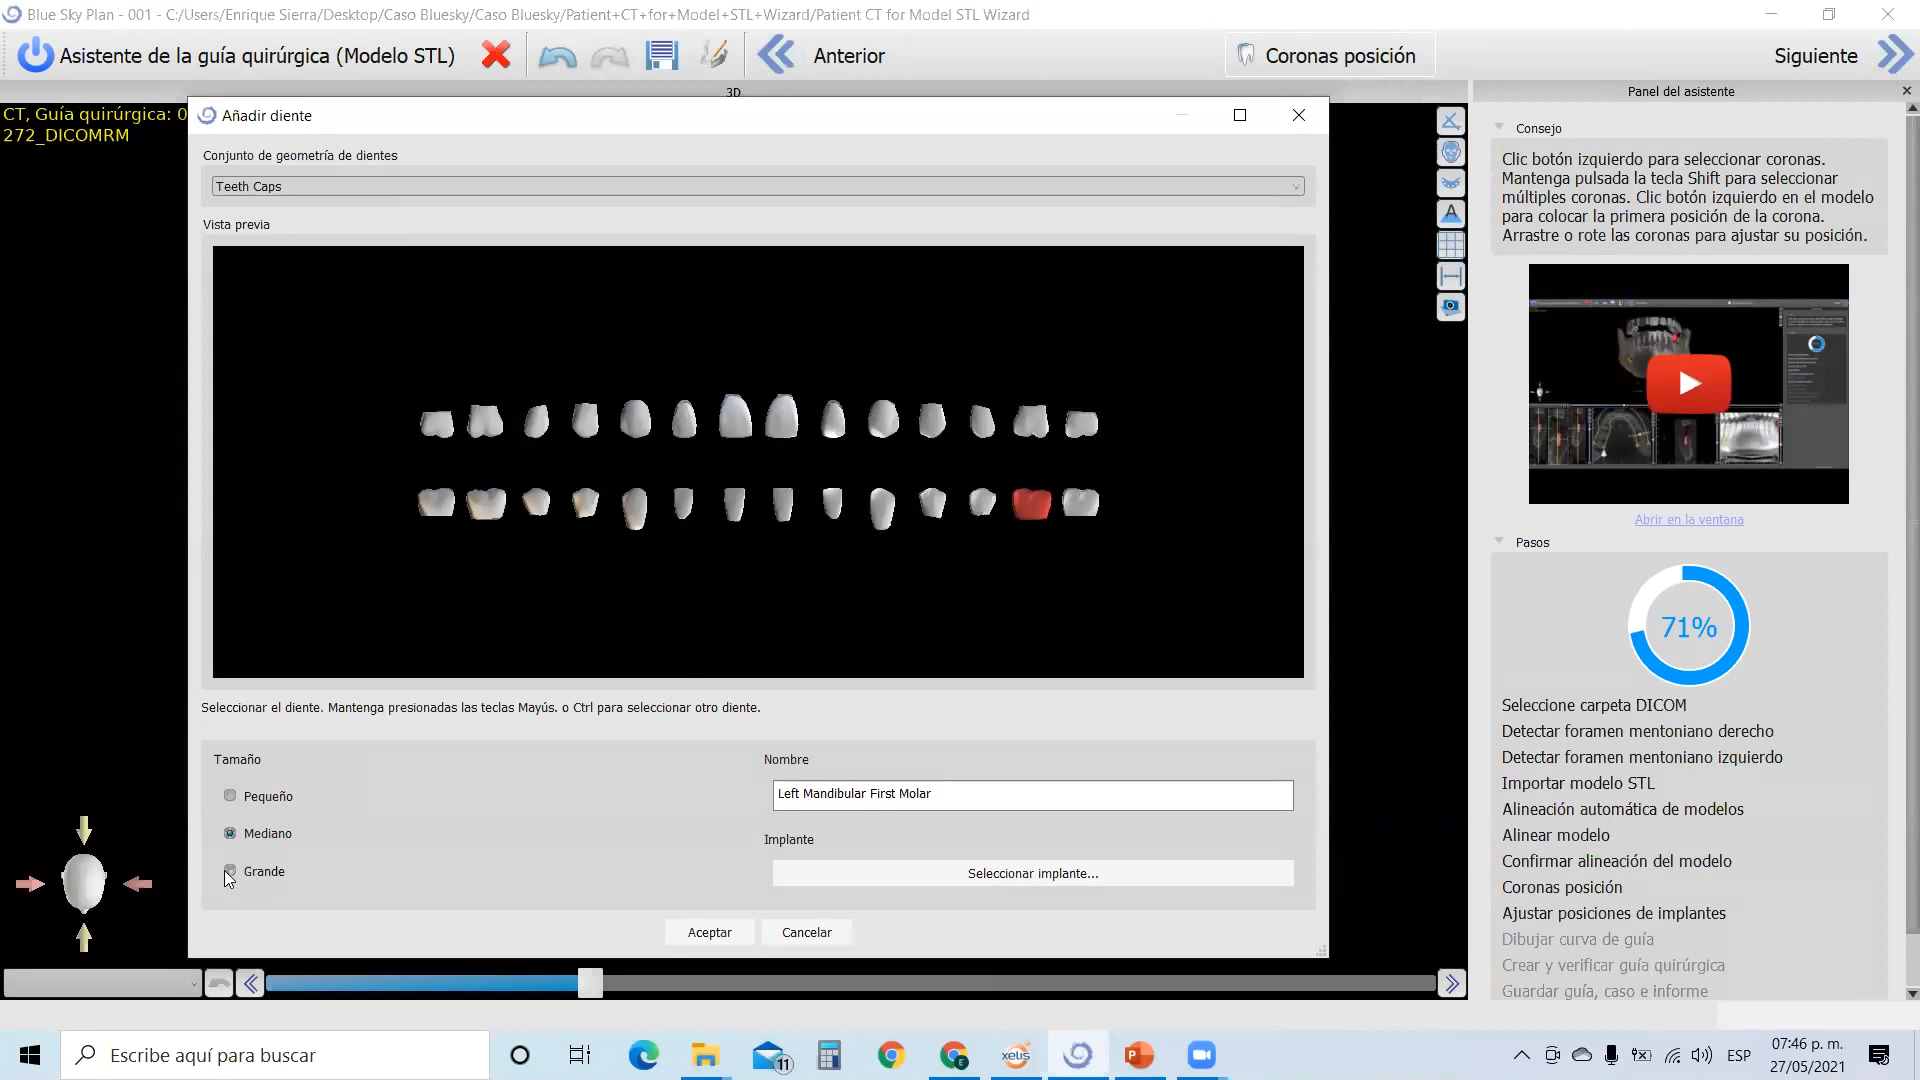 Blue Sky Plan - 001 - C:/Users/Enrique Sierra/Desktop/Caso Bluesky/Caso Bluesky/Patient+CT+for+Model+STL+Wizard/Patient CT for Model STL Wizard
Asistente de la guía quirúrgica (Modelo STL)
Anterior
Coronas posición
Siguiente
3D
Panel del asistente
CT, Guía quirúrgica: 0
272_DICOMRM
Añadir diente
Conjunto de geometría de dientes
Teeth Caps
Vista previa
Seleccionar el diente. Mantenga presionadas las teclas Mayús. o Ctrl para seleccionar otro diente.
Tamaño
Pequeño
Mediano
Grande
Nombre
Left Mandibular First Molar
Implante
Seleccionar implante...
Aceptar
Cancelar
Consejo
Clic botón izquierdo para seleccionar coronas.
Mantenga pulsada la tecla Shift para seleccionar
múltiples coronas. Clic botón izquierdo en el modelo
para colocar la primera posición de la corona.
Arrastre o rote las coronas para ajustar su posición.
Abrir en la ventana
Pasos
71%
Seleccione carpeta DICOM
Detectar foramen mentoniano derecho
Detectar foramen mentoniano izquierdo
Importar modelo STL
Alineación automática de modelos
Alinear modelo
Confirmar alineación del modelo
Coronas posición
Ajustar posiciones de implantes
Dibujar curva de guía
Crear y verificar guía quirúrgica
Guardar guía, caso e informe
Escribe aquí para buscar
11
E
xelis
P
ESP
07:46 p. m.
27/05/2021